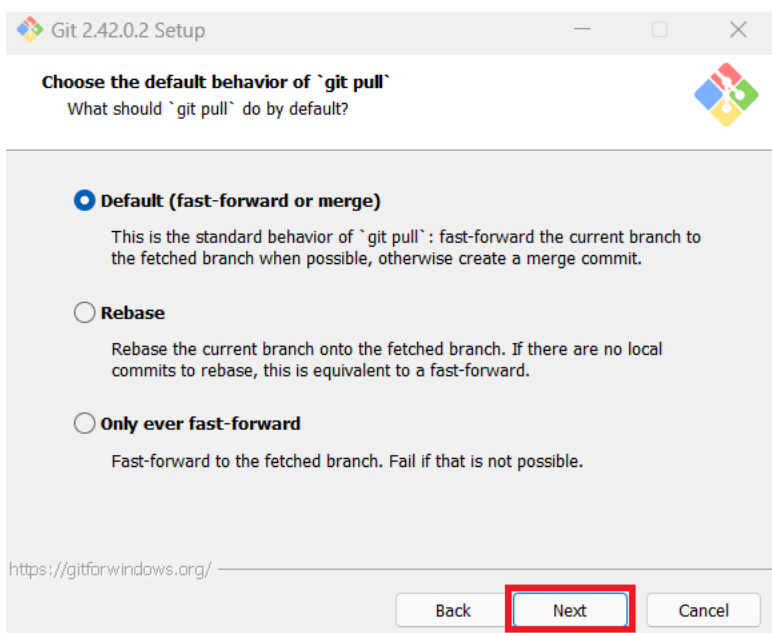 Git 2.42.0.2 Setup
Choose the default behavior of `git pull`
What should `git pull` do by default?
Default (fast-forward or merge)
This is the standard behavior of `git pull`: fast-forward the current branch to
the fetched branch when possible, otherwise create a merge commit.
Rebase
Rebase the current branch onto the fetched branch. If there are no local
commits to rebase, this is equivalent to a fast-forward.
Only ever fast-forward
Fast-forward to the fetched branch. Fail if that is not possible.
https://gitforwindows.org/
Back Next Cancel